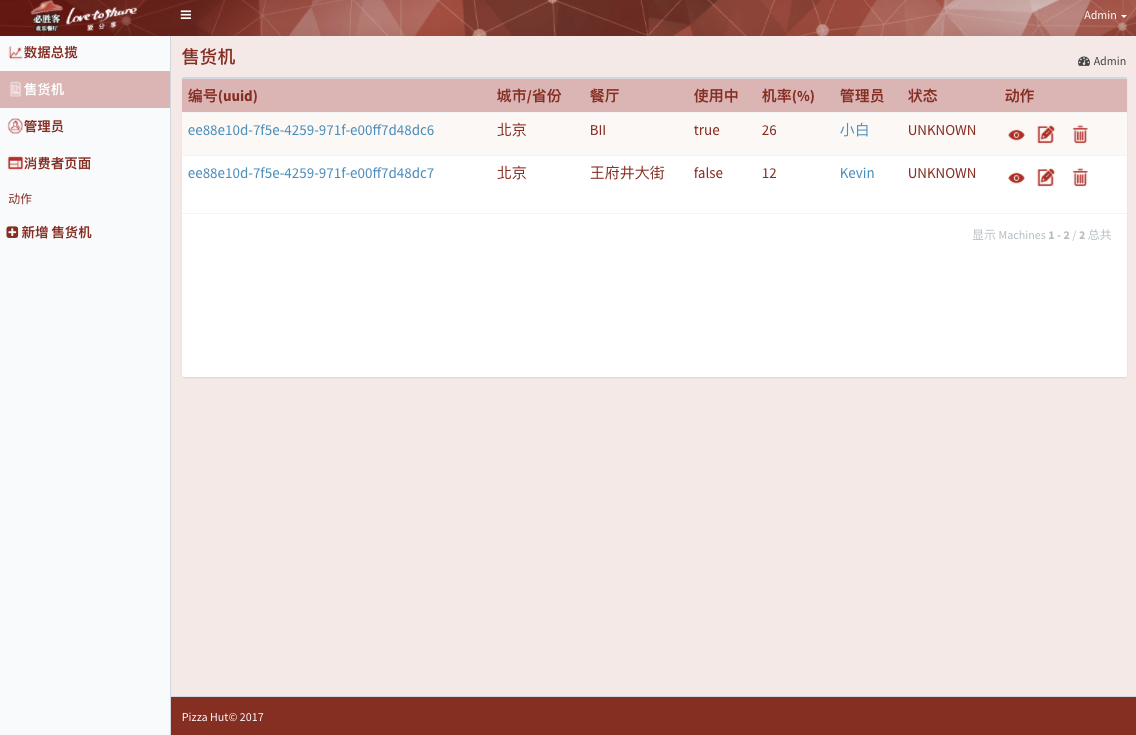 必胜客
欢乐餐厅
Love to share
爱分享
Admin
数据总揽
售货机
管理员
消费者页面
动作
新增 售货机
售货机
Admin
编号(uuid) 城市/省份 餐厅 使用中 机率(%) 管理员 状态 动作
ee88e10d-7f5e-4259-971f-e00ff7d48dc6 北京 BII true 26 小白 UNKNOWN
ee88e10d-7f5e-4259-971f-e00ff7d48dc7 北京 王府井大街 false 12 Kevin UNKNOWN
显示 Machines 1 - 2 / 2 总共
Pizza Hut© 2017